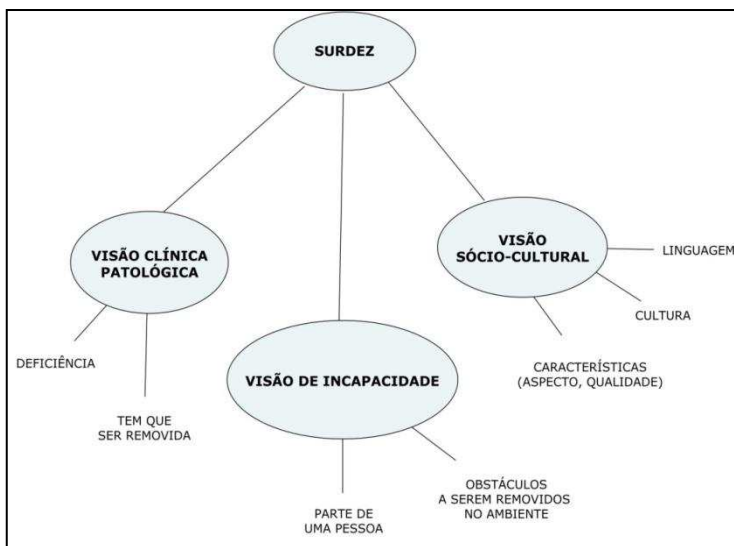 SURDEZ
VISÃO CLÍNICA
PATOLÓGICA
DEFICIÊNCIA
TEM QUE
SER REMOVIDA
VISÃO DE INCAPACIDADE
PARTE DE
UMA PESSOA
OBSTÁCULOS
A SEREM REMOVIDOS
NO AMBIENTE
VISÃO
SÓCIO-CULTURAL
LINGUAGEM
CULTURA
CARACTERÍSTICAS
(ASPECTO, QUALIDADE)